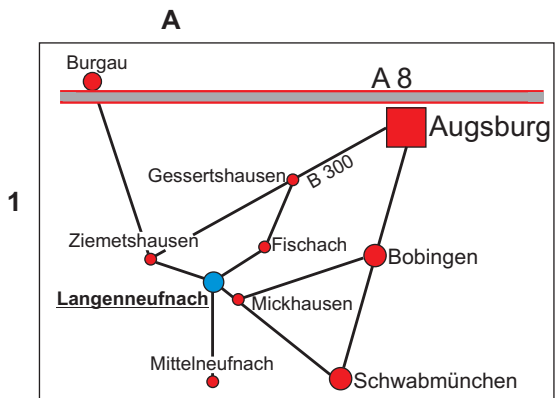 A
Burgau
A 8
Augsburg
Gessertshausen
B 300
1
Ziemetshausen
Fischach
Bobingen
Langenneufnach
Mickhausen
Mittelneufnach
Schwabmünchen